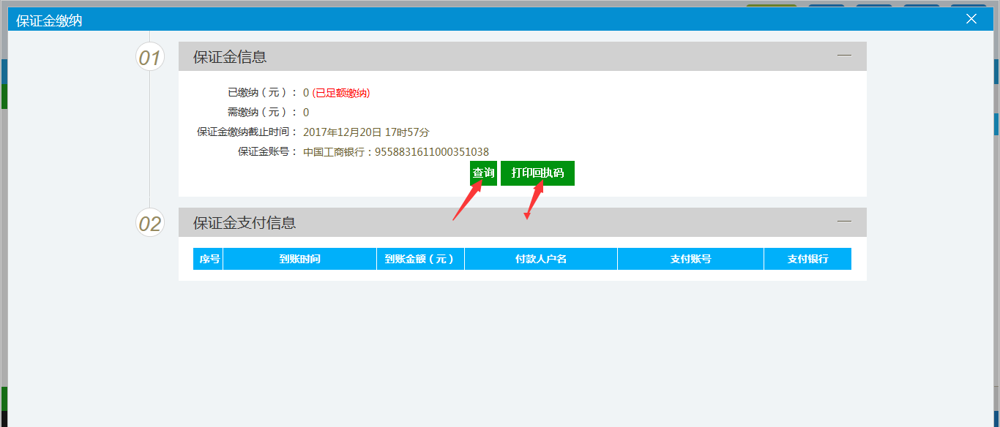 保证金缴纳
01
保证金信息
已缴纳（元）： 0 (已足额缴纳)
需缴纳（元）： 0
保证金缴纳截止时间： 2017年12月20日 17时57分
保证金账号： 中国工商银行：9558831611000351038
查询 打印回执码
02
保证金支付信息
序号 到账时间 到账金额（元） 付款人户名 支付账号 支付银行